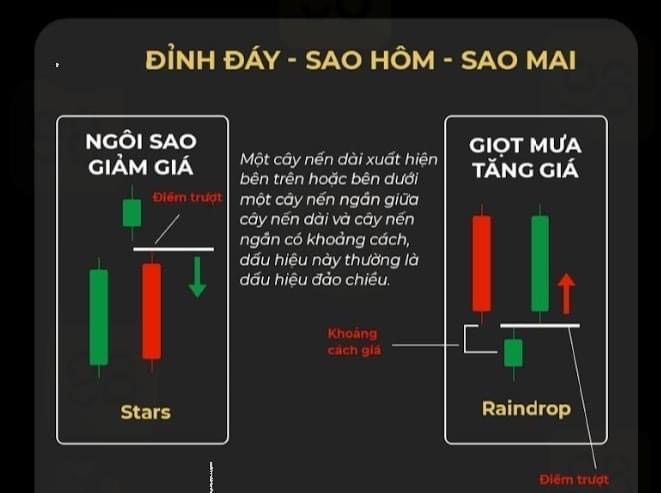 ĐỈNH ĐÁY - SAO HÔM - SAO MAI
NGÔI SAO
GIẢM GIÁ
Điểm trượt
Stars
Một cây nến dài xuất hiện
bên trên hoặc bên dưới
một cây nến ngắn giữa
cây nến dài và cây nến
ngắn có khoảng cách,
dấu hiệu này thường là
dấu hiệu đảo chiều.
GIỌT MƯA
TĂNG GIÁ
Khoảng
cách giá
Raindrop
Điểm trượt